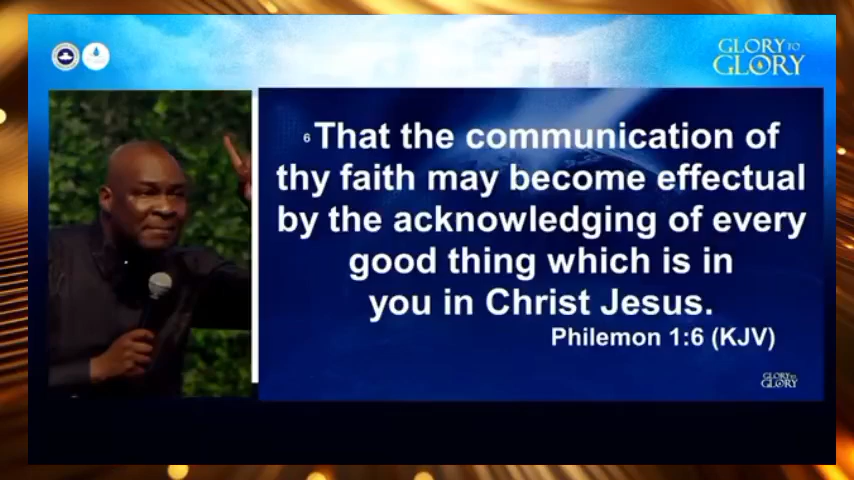 GLORY TO
GLORY
6 That the communication of
thy faith may become effectual
by the acknowledging of every
good thing which is in
you in Christ Jesus.
Philemon 1:6 (KJV)
GLORY TO
GLORY